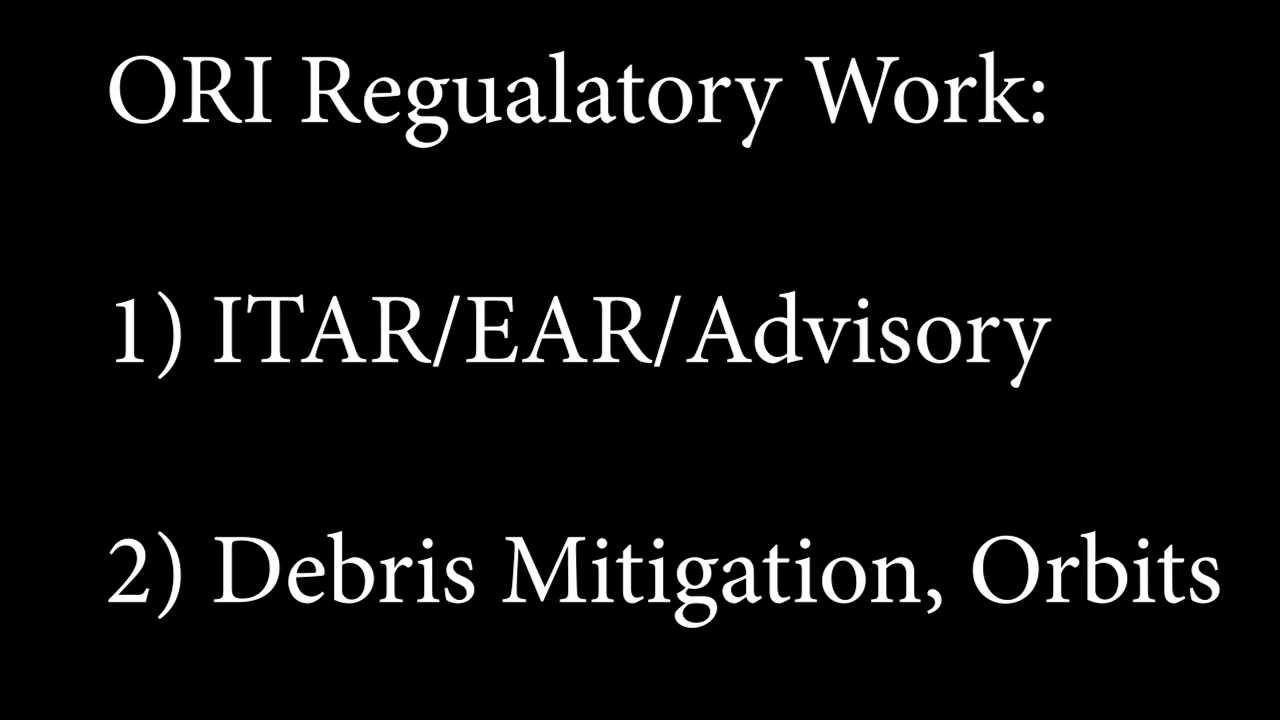 ORI Regualatory Work:
1) ITAR/EAR/Advisory
2) Debris Mitigation, Orbits